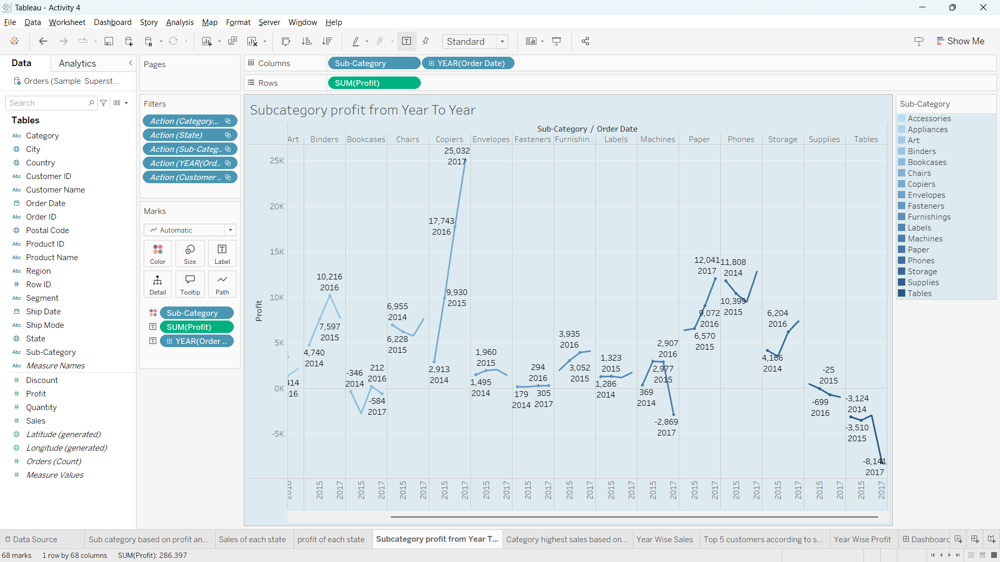 Tableau - Activity 4
File Data Worksheet Dashboard Story Analysis Map Format Server Window Help
Standard
Show Me
Data
Analytics
Orders (Sample Superst...
Search
Tables
Abc Category
City
Country
Abc Customer ID
Abc Customer Name
Order Date
Abc Order ID
Postal Code
Abc Product ID
Abc Product Name
Abc Region
# Row ID
Abc Segment
Ship Date
Abc Ship Mode
State
Abc Sub-Category
Abc Measure Names
# Discount
# Profit
# Quantity
# Sales
Latitude (generated)
Longitude (generated)
# Orders (Count)
# Measure Values
Pages
Filters
Action (Category,..
Action (State)
Action (Sub-Categ..
Action (YEAR(Ord..
Action (Customer ..
Marks
Automatic
Color Size Label
Detail Tooltip Path
Sub-Category
SUM(Profit)
YEAR(Order ..
Columns Sub-Category YEAR(Order Date)
Rows SUM(Profit)
Subcategory profit from Year To Year
Sub-Category / Order Date
Art Binders Bookcases Chairs Copiers Envelopes Fasteners Furnishin.. Labels Machines Paper Phones Storage Supplies Tables
Profit
25K
20K
15K
10K
5K
0K
-5K
414
16
4,740
2014
7,597
2015
10,216
2016
-346
2014
212
2016
-584
2017
6,955
2014
6,228
2015
2,913
2014
9,930
2015
17,743
2016
25,032
2017
1,495
2014
1,960
2015
179
2014
294
2016
305
2017
3,935
2016
3,052
2015
1,286
2014
1,323
2015
369
2014
2,977
2015
2,907
2016
-2,869
2017
6,570
2015
9,072
2016
12,041
2017
11,808
2014
10,399
2015
4,166
2014
6,204
2016
-25
2015
-699
2016
-3,124
2014
-3,510
2015
-8,141
2017
2016 2015 2017 2015 2017 2015 2017 2015 2017 2015 2017 2015 2017 2015 2017 2015 2017 2015 2017 2015 2017 2015 2017 2015 2017 2015 2017 2015 2017
Sub-Category
Accessories
Appliances
Art
Binders
Bookcases
Chairs
Copiers
Envelopes
Fasteners
Furnishings
Labels
Machines
Paper
Phones
Storage
Supplies
Tables
Data Source
Sub category based on profit an...
Sales of each state
profit of each state
Subcategory profit from Year T...
Category highest sales based on...
Year Wise Sales
Top 5 customers according to s...
Year Wise Profit
Dashboard
68 marks 1 row by 68 columns SUM(Profit): 286,397